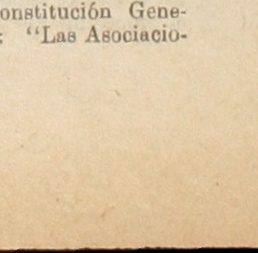 onstitución Gene-
: "Las Asociacio-